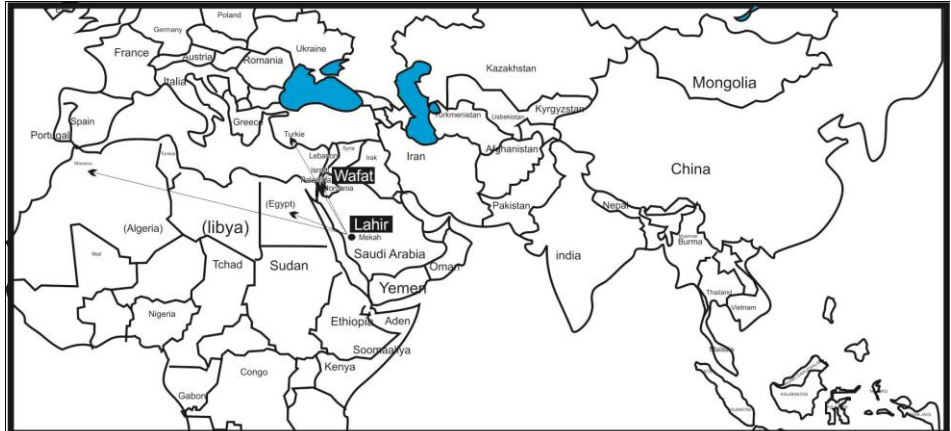 Poland
Germany
Ukraine
France
Austria
Romania
Kazakhstan
Mongolia
Italia
Kyrgyzstan
Turkmenistan
Uzbekistan
Spain
Greece
Portugal
Turkie
Afghanistan
Iran
Syria
Lebanon
Irak
China
Morocco
Wafat
Pakistan
Nepal
(Egypt)
Lahir
(Algeria)
(libya)
Mekah
Saudi Arabia
india
Burma
Mali
Tchad
Sudan
Oman
Yemen
Thailand
Vietnam
Nigeria
Ethiopia
Aden
Soomaaliya
Kenya
Congo
Gabon
KALIMANTAN